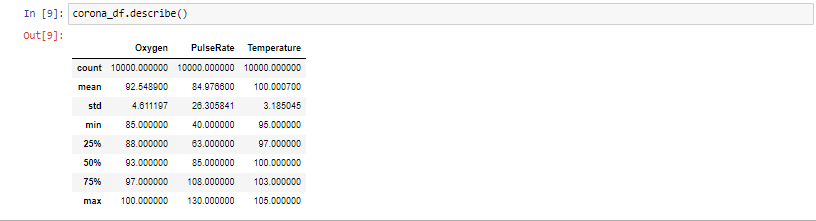 In [9]: corona_df.describe()
Out[9]:
Oxygen PulseRate Temperature
count 10000.000000 10000.000000 10000.000000
mean 92.548900 84.976600 100.000700
std 4.611197 26.305841 3.185045
min 85.000000 40.000000 95.000000
25% 88.000000 63.000000 97.000000
50% 93.000000 85.000000 100.000000
75% 97.000000 108.000000 103.000000
max 100.000000 130.000000 105.000000